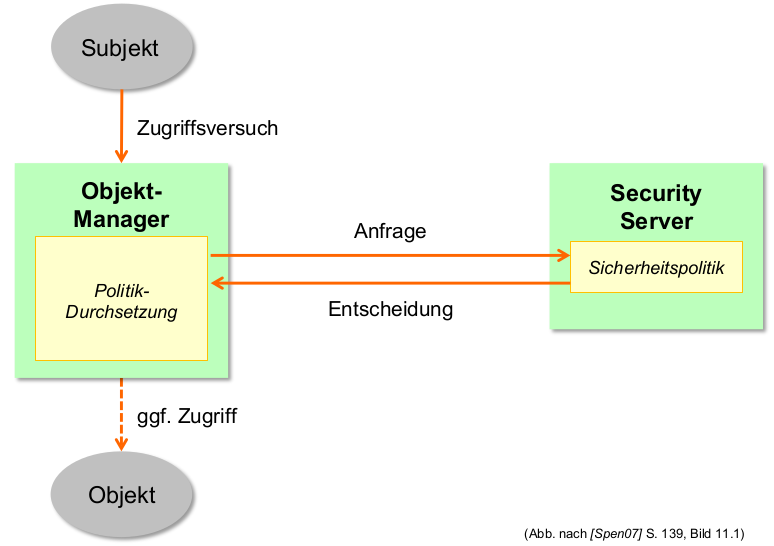 Subjekt
Zugriffsversuch
Objekt-
Manager
Politik-
Durchsetzung
Anfrage
Entscheidung
Security
Server
Sicherheitspolitik
ggf. Zugriff
Objekt
(Abb. nach [Spen07] S. 139, Bild 11.1)